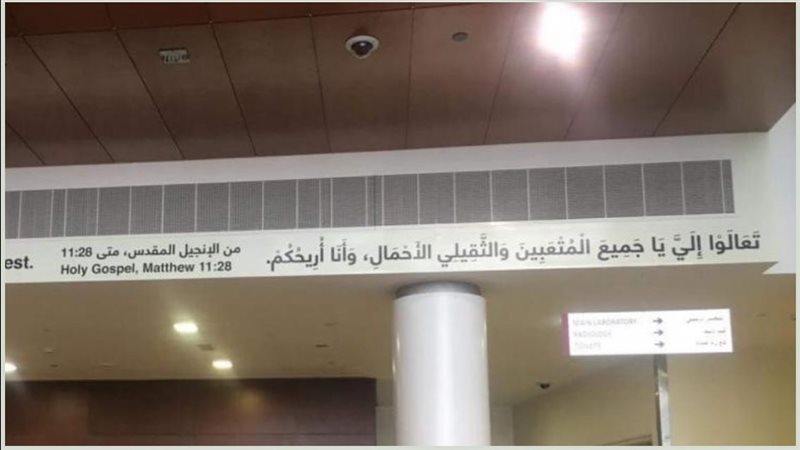 تَعَالَوْا إِلَيَّ يَا جَمِيعَ الْمُتْعَبِينَ وَالثَّقِيلِي الأَحْمَالِ، وَأَنَا أُرِيحُكُمْ.
من الإنجيل المقدس، متى 11:28
Holy Gospel, Matthew 11:28
est.
MAIN LABORATORY →
RADIOLOGY →
TOILETS →